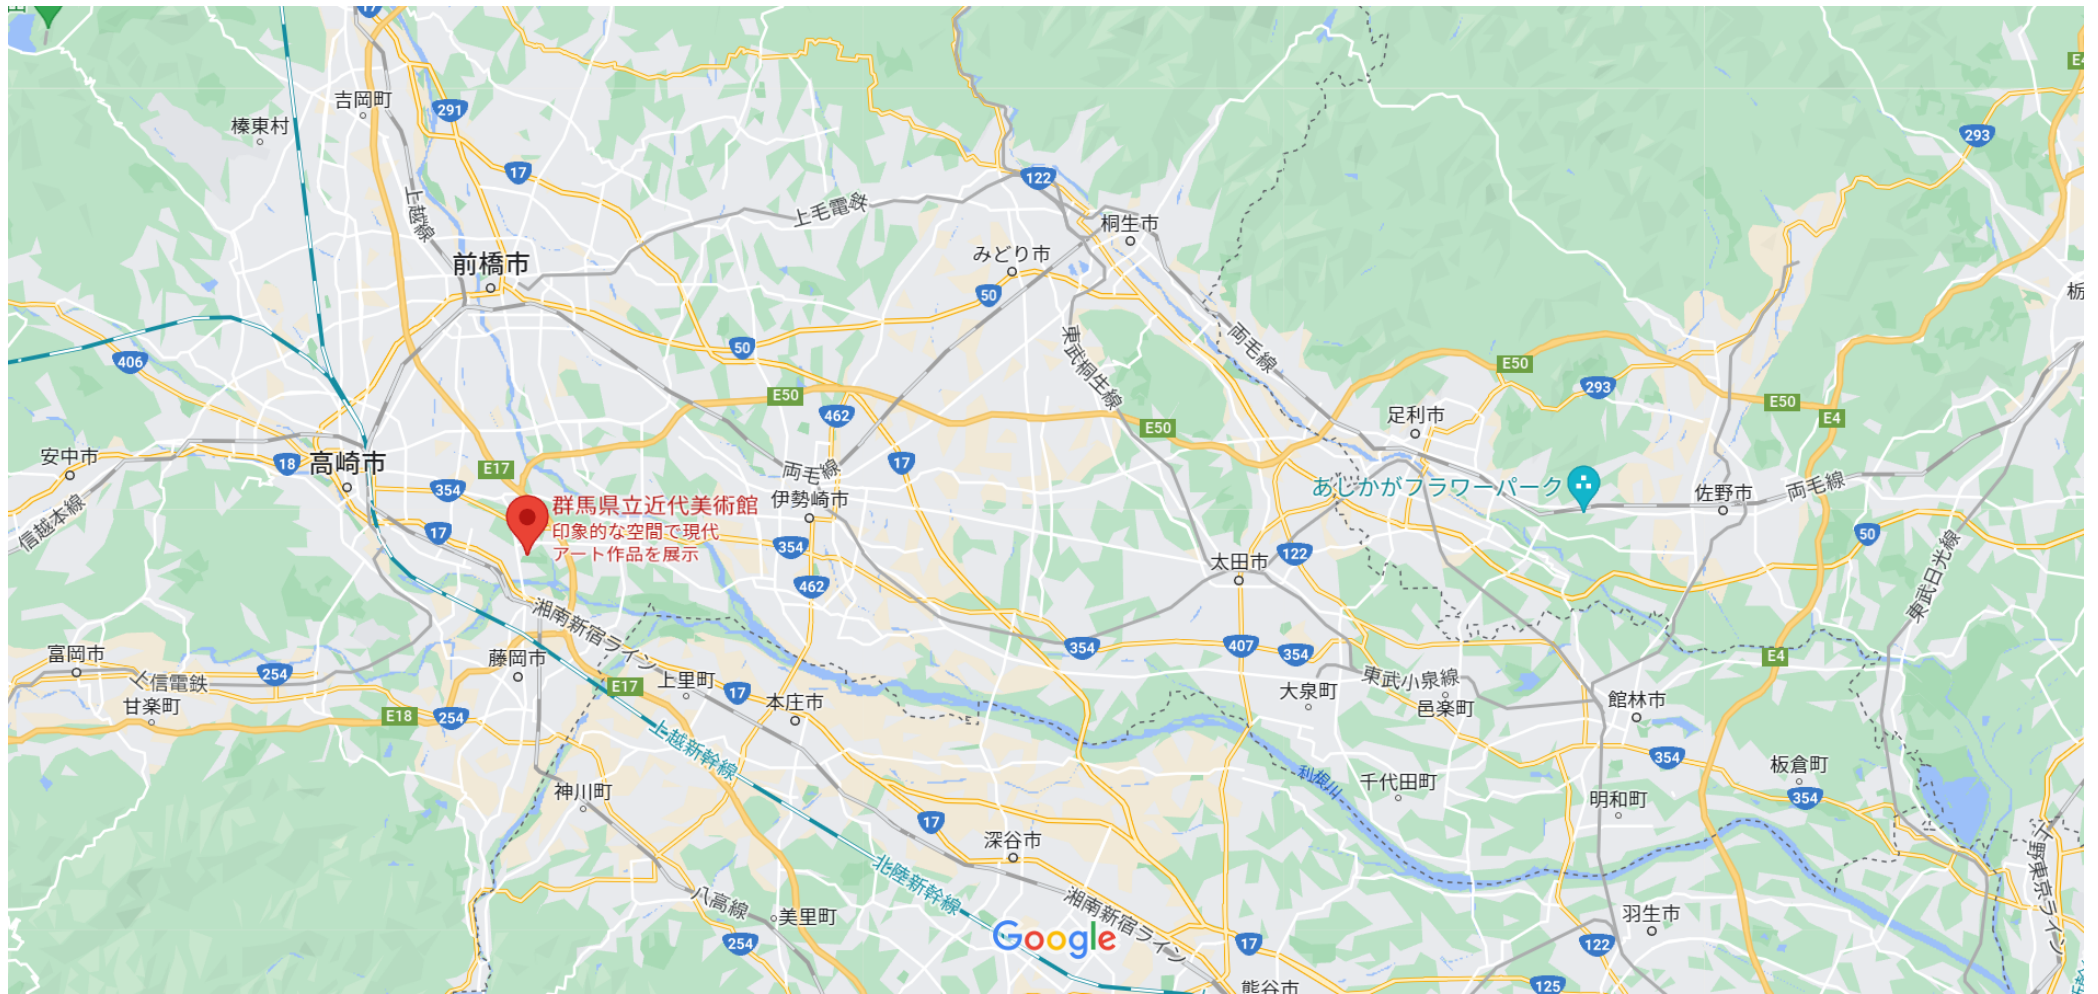 17
吉岡町
291
榛東村
上越線
17
122
293
上毛電鉄
桐生市
みどり市
前橋市
50
50
406
東武桐生線
両毛線
E50
293
E50
462
E50
E50
E4
足利市
安中市
18
高崎市
E17
354
両毛線
17
あしかがフラワーパーク
佐野市
両毛線
信越本線
群馬県立近代美術館
印象的な空間で現代
アート作品を展示
伊勢崎市
17
354
462
太田市
122
50
東武日光線
湘南新宿ライン
354
407
354
E4
富岡市
254
上信電鉄
甘楽町
藤岡市
E18
254
E17
上里町
17
本庄市
大泉町
東武小泉線
邑楽町
館林市
上越新幹線
354
板倉町
354
利根川
千代田町
明和町
神川町
17
深谷市
北陸新幹線
湘南新宿ライン
上野東京ライン
八高線
美里町
254
Google
17
羽生市
122
熊谷市
125